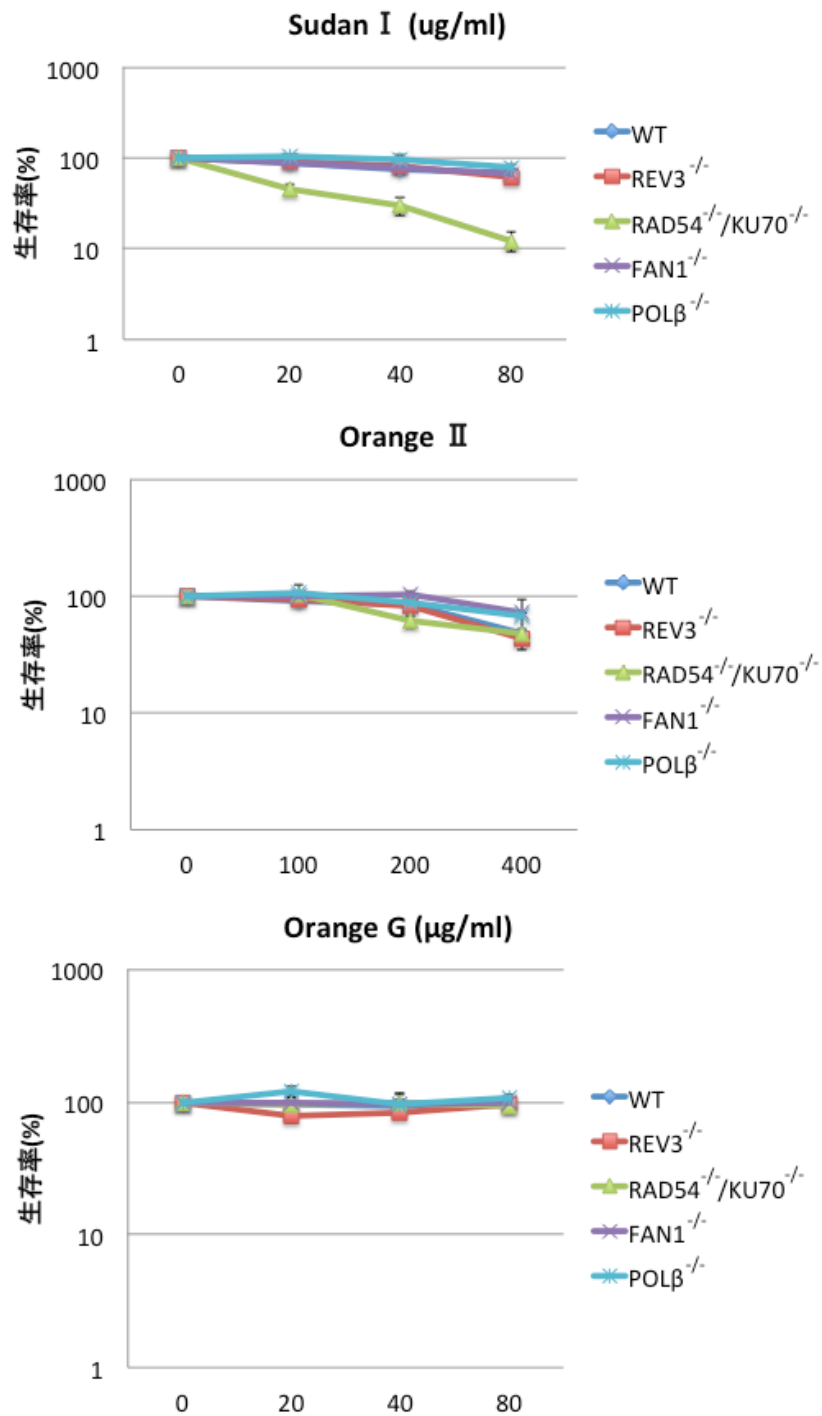 Sudan Ⅰ (ug/ml)
1000
100
10
1
生存率(%)
0 20 40 80
WT
REV3-/-
RAD54-/-/KU70-/-
FAN1-/-
POLβ-/-
Orange Ⅱ
1000
100
10
1
生存率(%)
0 100 200 400
WT
REV3-/-
RAD54-/-/KU70-/-
FAN1-/-
POLβ-/-
Orange G (μg/ml)
1000
100
10
1
生存率(%)
0 20 40 80
WT
REV3-/-
RAD54-/-/KU70-/-
FAN1-/-
POLβ-/-